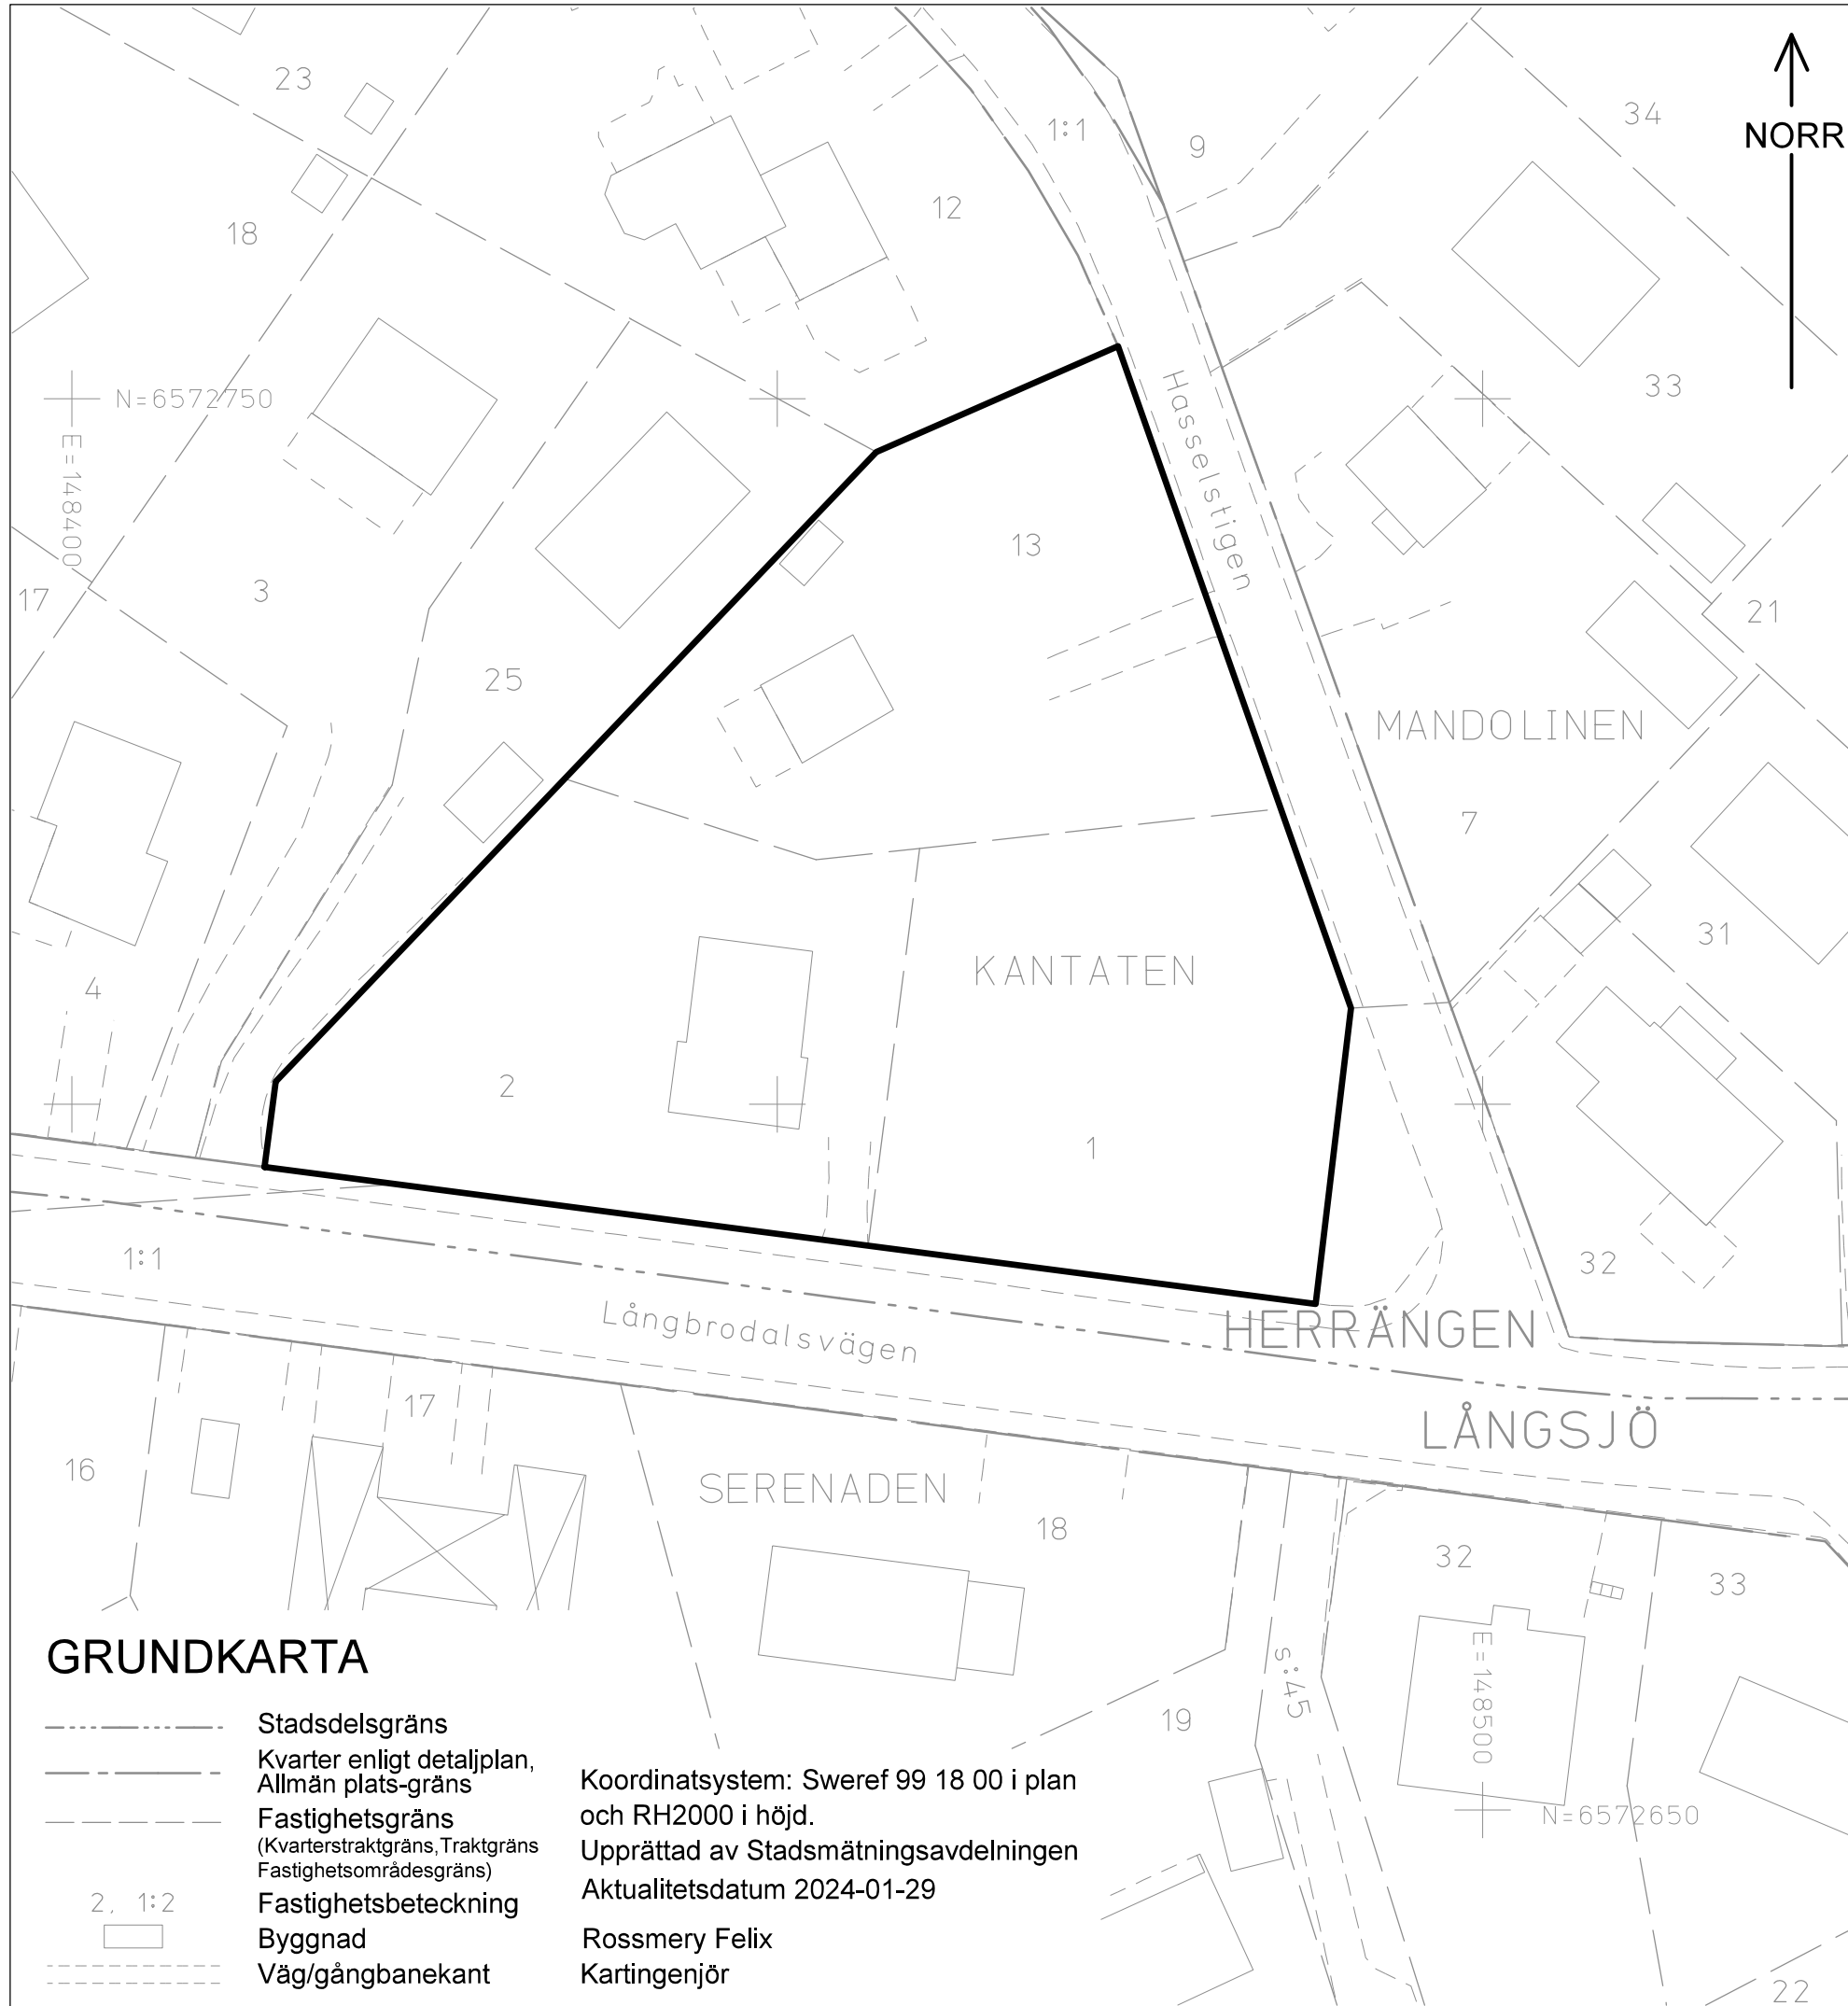 23
34
1:1
9
NORR
12
18
N=6572750
33
E=148400
Hasselstigen
13
17
3
21
25
MANDOLINEN
7
31
KANTATEN
4
2
1
1:1
32
Långbrodalsvägen
HERRÄNGEN
17
LÅNGSJÖ
16
SERENADEN
18
32
33
GRUNDKARTA
E=148500
s:45
19
Stadsdelsgräns
Kvarter enligt detaljplan,
Allmän plats-gräns
Fastighetsgräns
(Kvarterstraktgräns,Traktgräns
Fastighetsområdesgräns)
2, 1:2
Fastighetsbeteckning
Byggnad
Väg/gångbanekant
Koordinatsystem: Sweref 99 18 00 i plan
och RH2000 i höjd.
Upprättad av Stadsmätningsavdelningen
Aktualitetsdatum 2024-01-29
Rossmery Felix
Kartingenjör
N=6572650
22